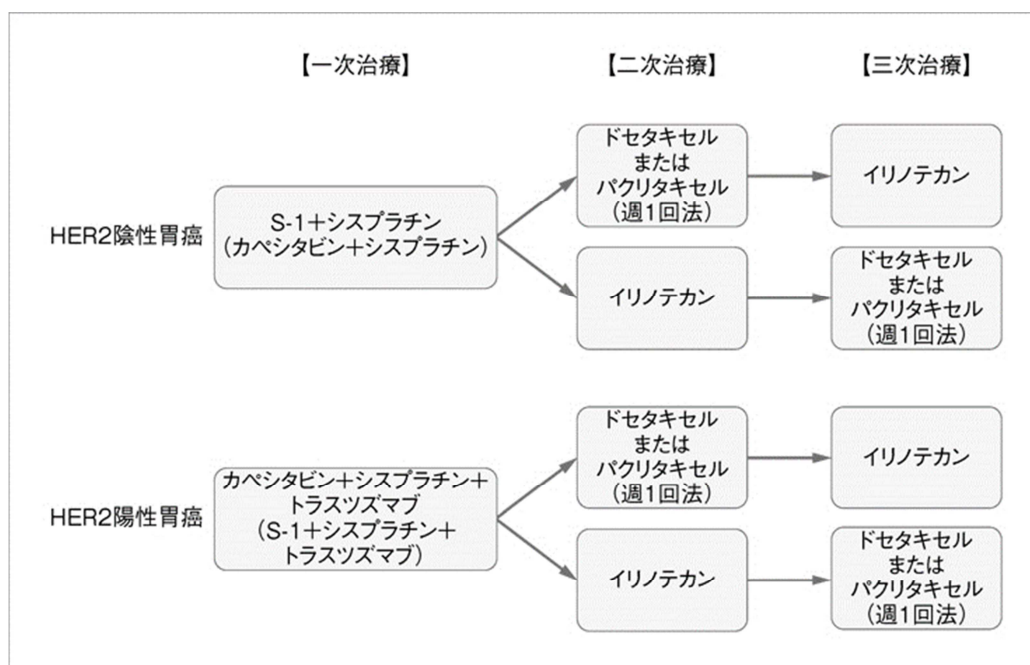 【一次治療】
【二次治療】
【三次治療】
HER2陰性胃癌
S-1+シスプラチン
(カペシタビン+シスプラチン)
ドセタキセル
または
パクリタキセル
(週1回法)
イリノテカン
イリノテカン
ドセタキセル
または
パクリタキセル
(週1回法)
HER2陽性胃癌
カペシタビン+シスプラチン+
トラスツズマブ
(S-1+シスプラチン+
トラスツズマブ)
ドセタキセル
または
パクリタキセル
(週1回法)
イリノテカン
イリノテカン
ドセタキセル
または
パクリタキセル
(週1回法)